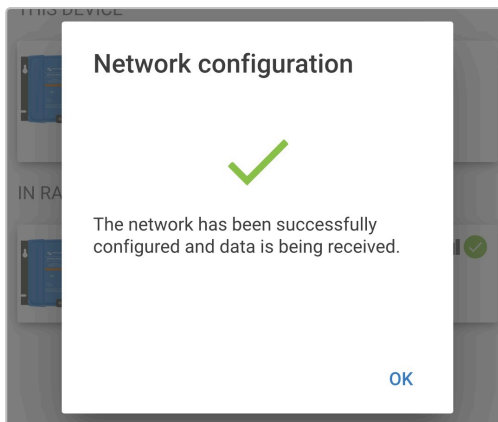 THIS DEVICE
Network configuration
IN RA
The network has been successfully
configured and data is being received.
OK